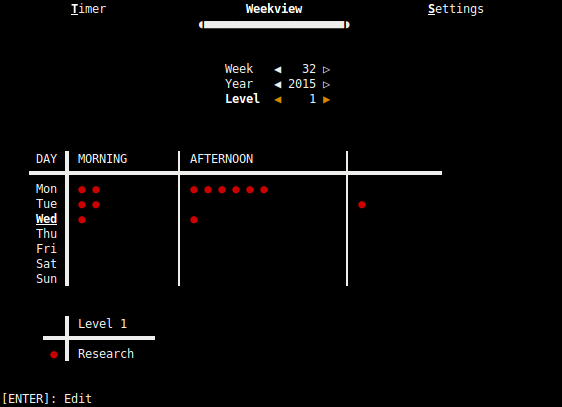 Timer Weekview Settings
Week ◀ 32 ▷
Year ◀ 2015 ▷
Level ◀ 1 ▶
DAY MORNING AFTERNOON
Mon
Tue
Wed
Thu
Fri
Sat
Sun
Level 1
Research
[ENTER]: Edit